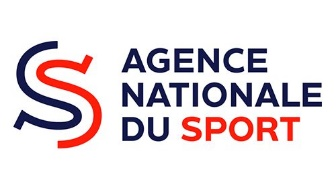 AGENCE
NATIONALE
DU SPORT